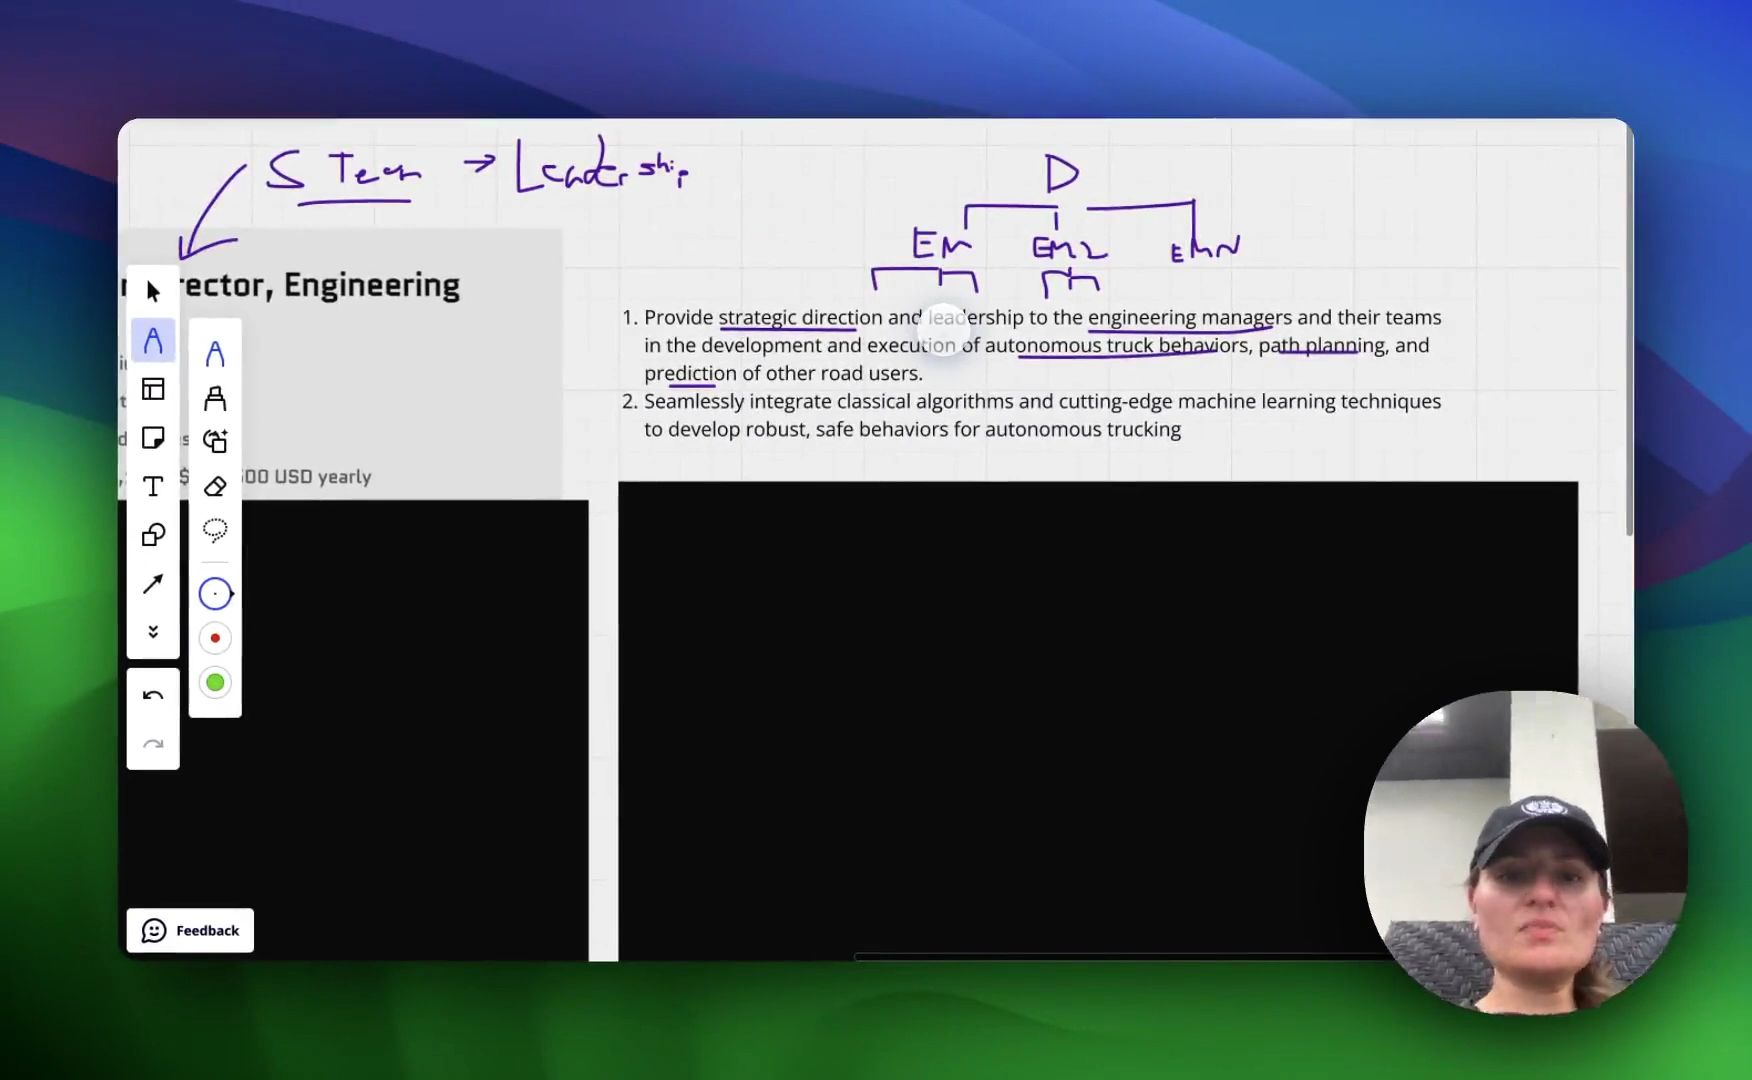 S Team → Leadership
D
EM EM2 EMN
rector, Engineering
1. Provide strategic direction and leadership to the engineering managers and their teams
in the development and execution of autonomous truck behaviors, path planning, and
prediction of other road users.
2. Seamlessly integrate classical algorithms and cutting-edge machine learning techniques
to develop robust, safe behaviors for autonomous trucking
500 USD yearly
Feedback